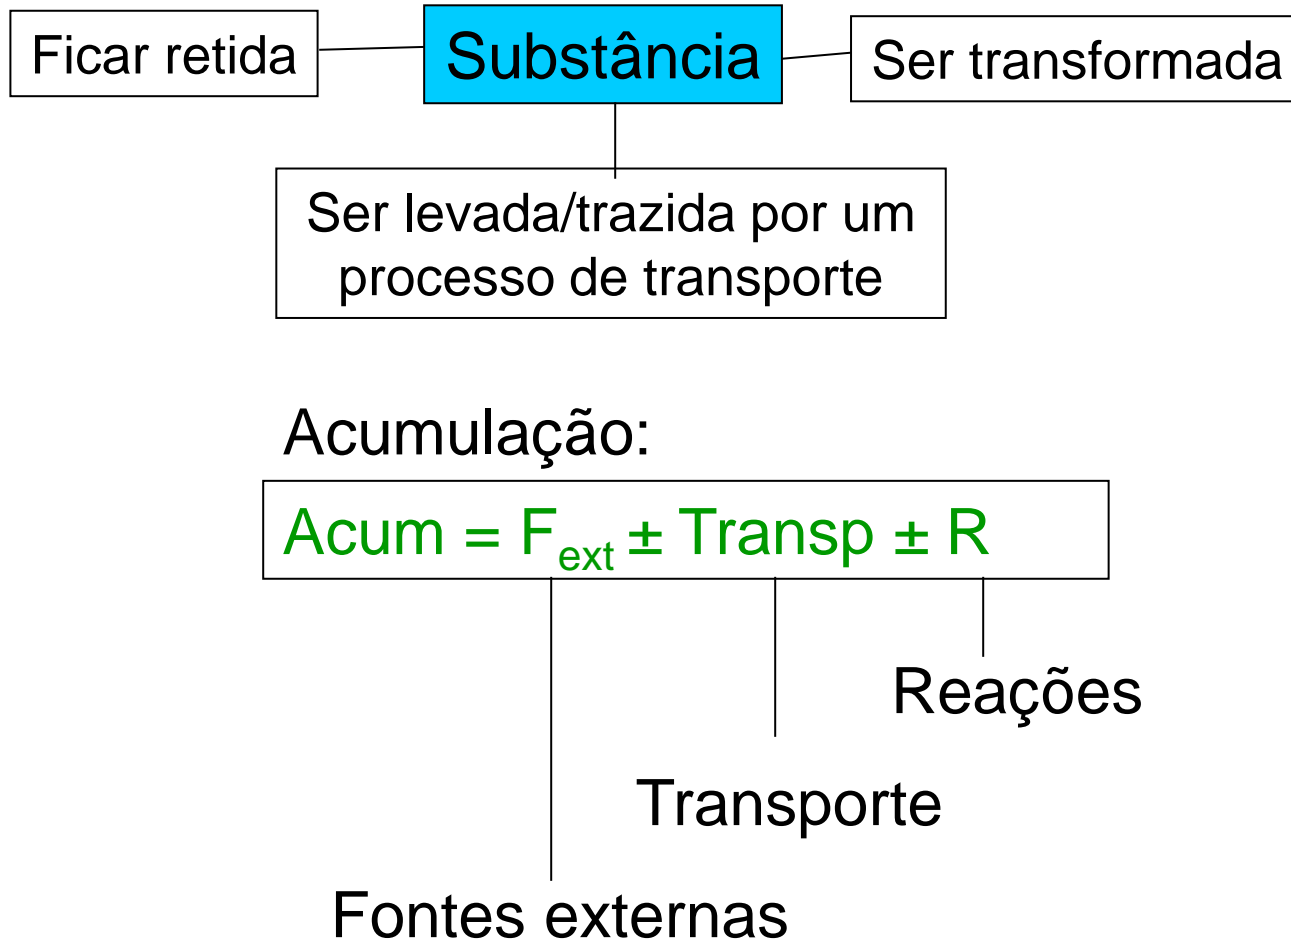 Ficar retida
Substância
Ser transformada
Ser levada/trazida por um
processo de transporte
Acumulação:
Acum = F_ext ± Transp ± R
Reações
Transporte
Fontes externas